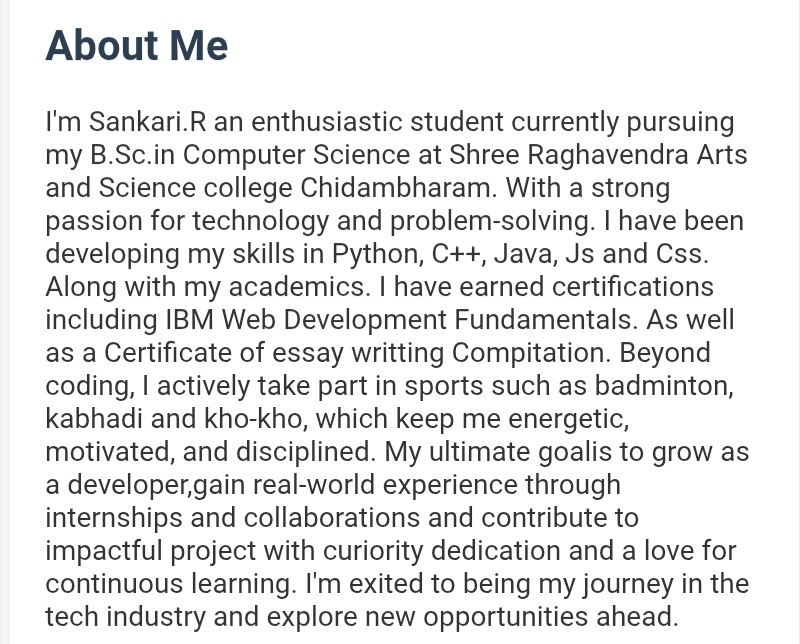 About Me
I'm Sankari.R an enthusiastic student currently pursuing
my B.Sc.in Computer Science at Shree Raghavendra Arts
and Science college Chidambharam. With a strong
passion for technology and problem-solving. I have been
developing my skills in Python, C++, Java, Js and Css.
Along with my academics. I have earned certifications
including IBM Web Development Fundamentals. As well
as a Certificate of essay writting Compitation. Beyond
coding, I actively take part in sports such as badminton,
kabhadi and kho-kho, which keep me energetic,
motivated, and disciplined. My ultimate goalis to grow as
a developer,gain real-world experience through
internships and collaborations and contribute to
impactful project with curiority dedication and a love for
continuous learning. I'm exited to being my journey in the
tech industry and explore new opportunities ahead.